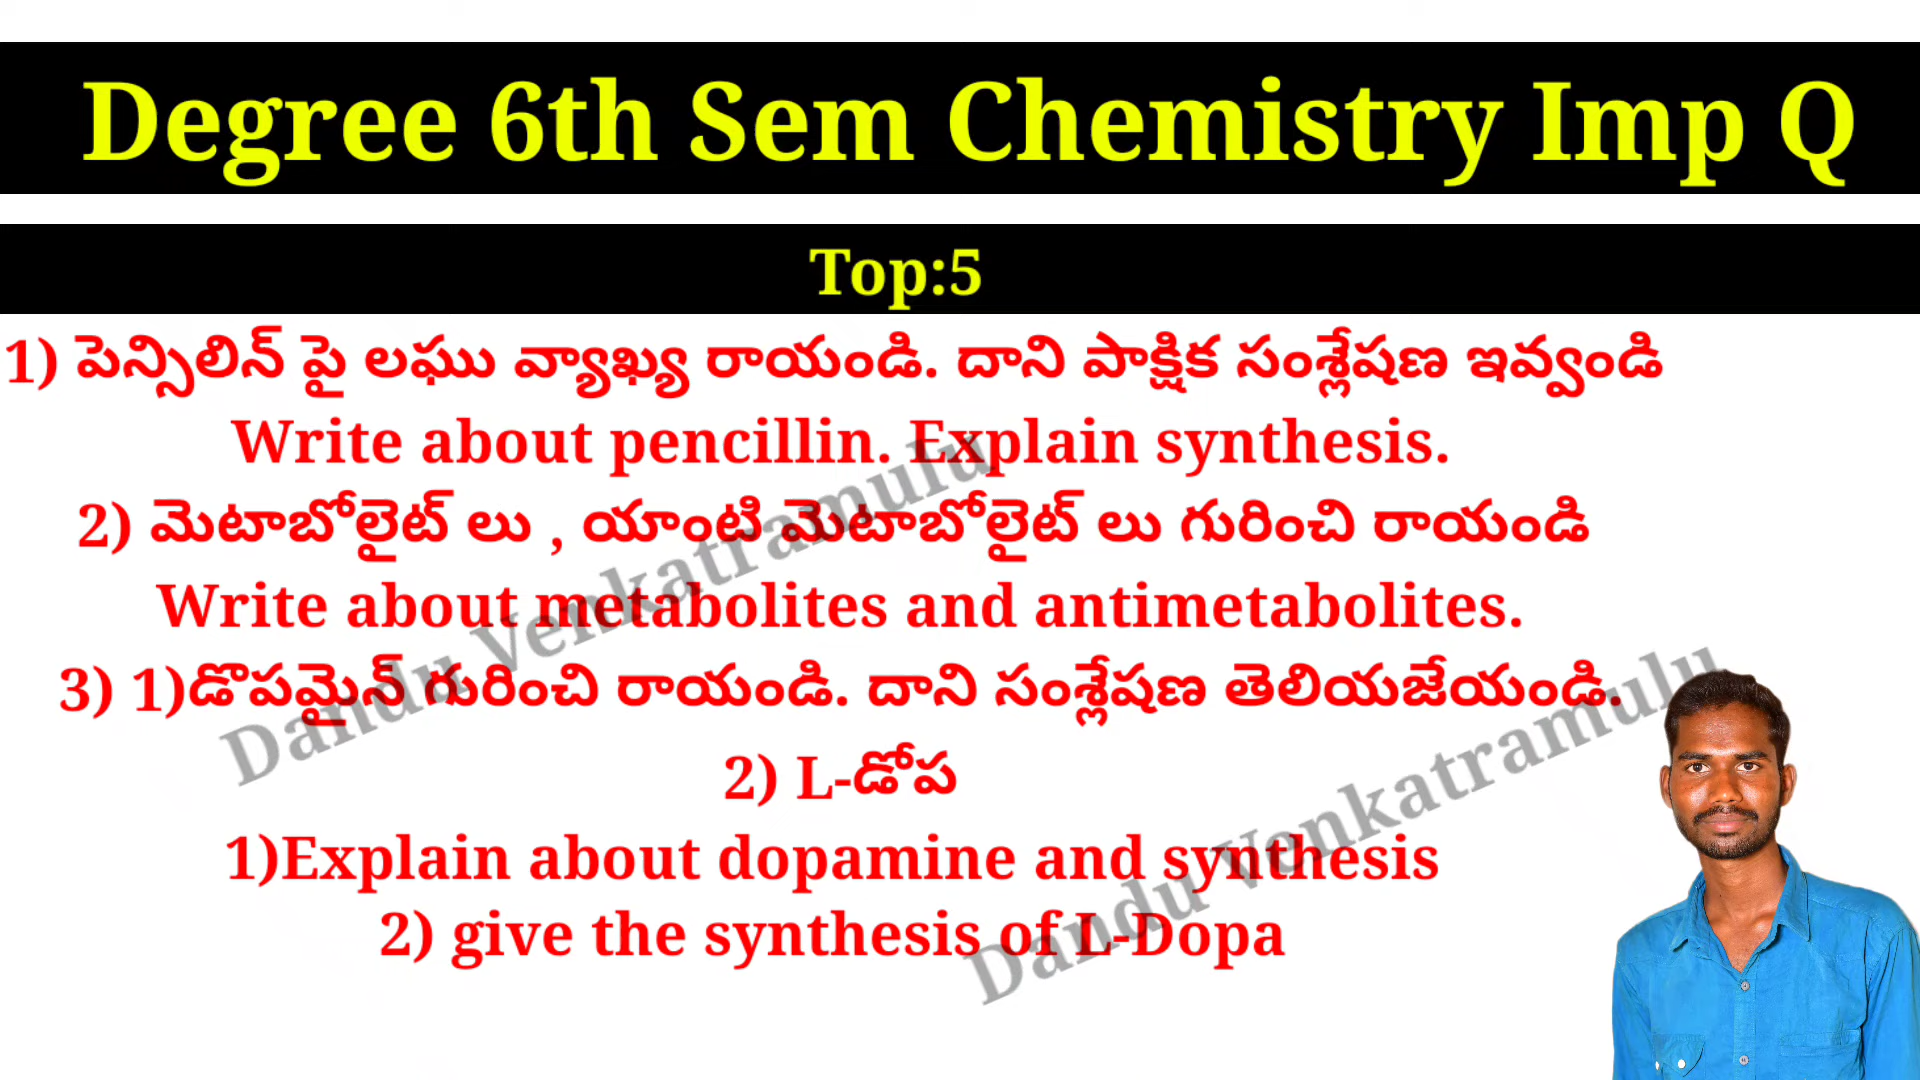 Degree 6th Sem Chemistry Imp Q
Top:5
1) పెన్సిలిన్ పై లఘు వ్యాఖ్య రాయండి. దాని పాక్షిక సంశ్లేషణ ఇవ్వండి
Write about pencillin. Explain synthesis.
2) మెటాబోలైట్ లు , యాంటి మెటాబోలైట్ లు గురించి రాయండి
Write about metabolites and antimetabolites.
3) 1)డొపమైన్ గురించి రాయండి. దాని సంశ్లేషణ తెలియజేయండి.
2) L-డోప
1)Explain about dopamine and synthesis
2) give the synthesis of L-Dopa
Dandu Venkatramulu
Dandu Venkatramulu